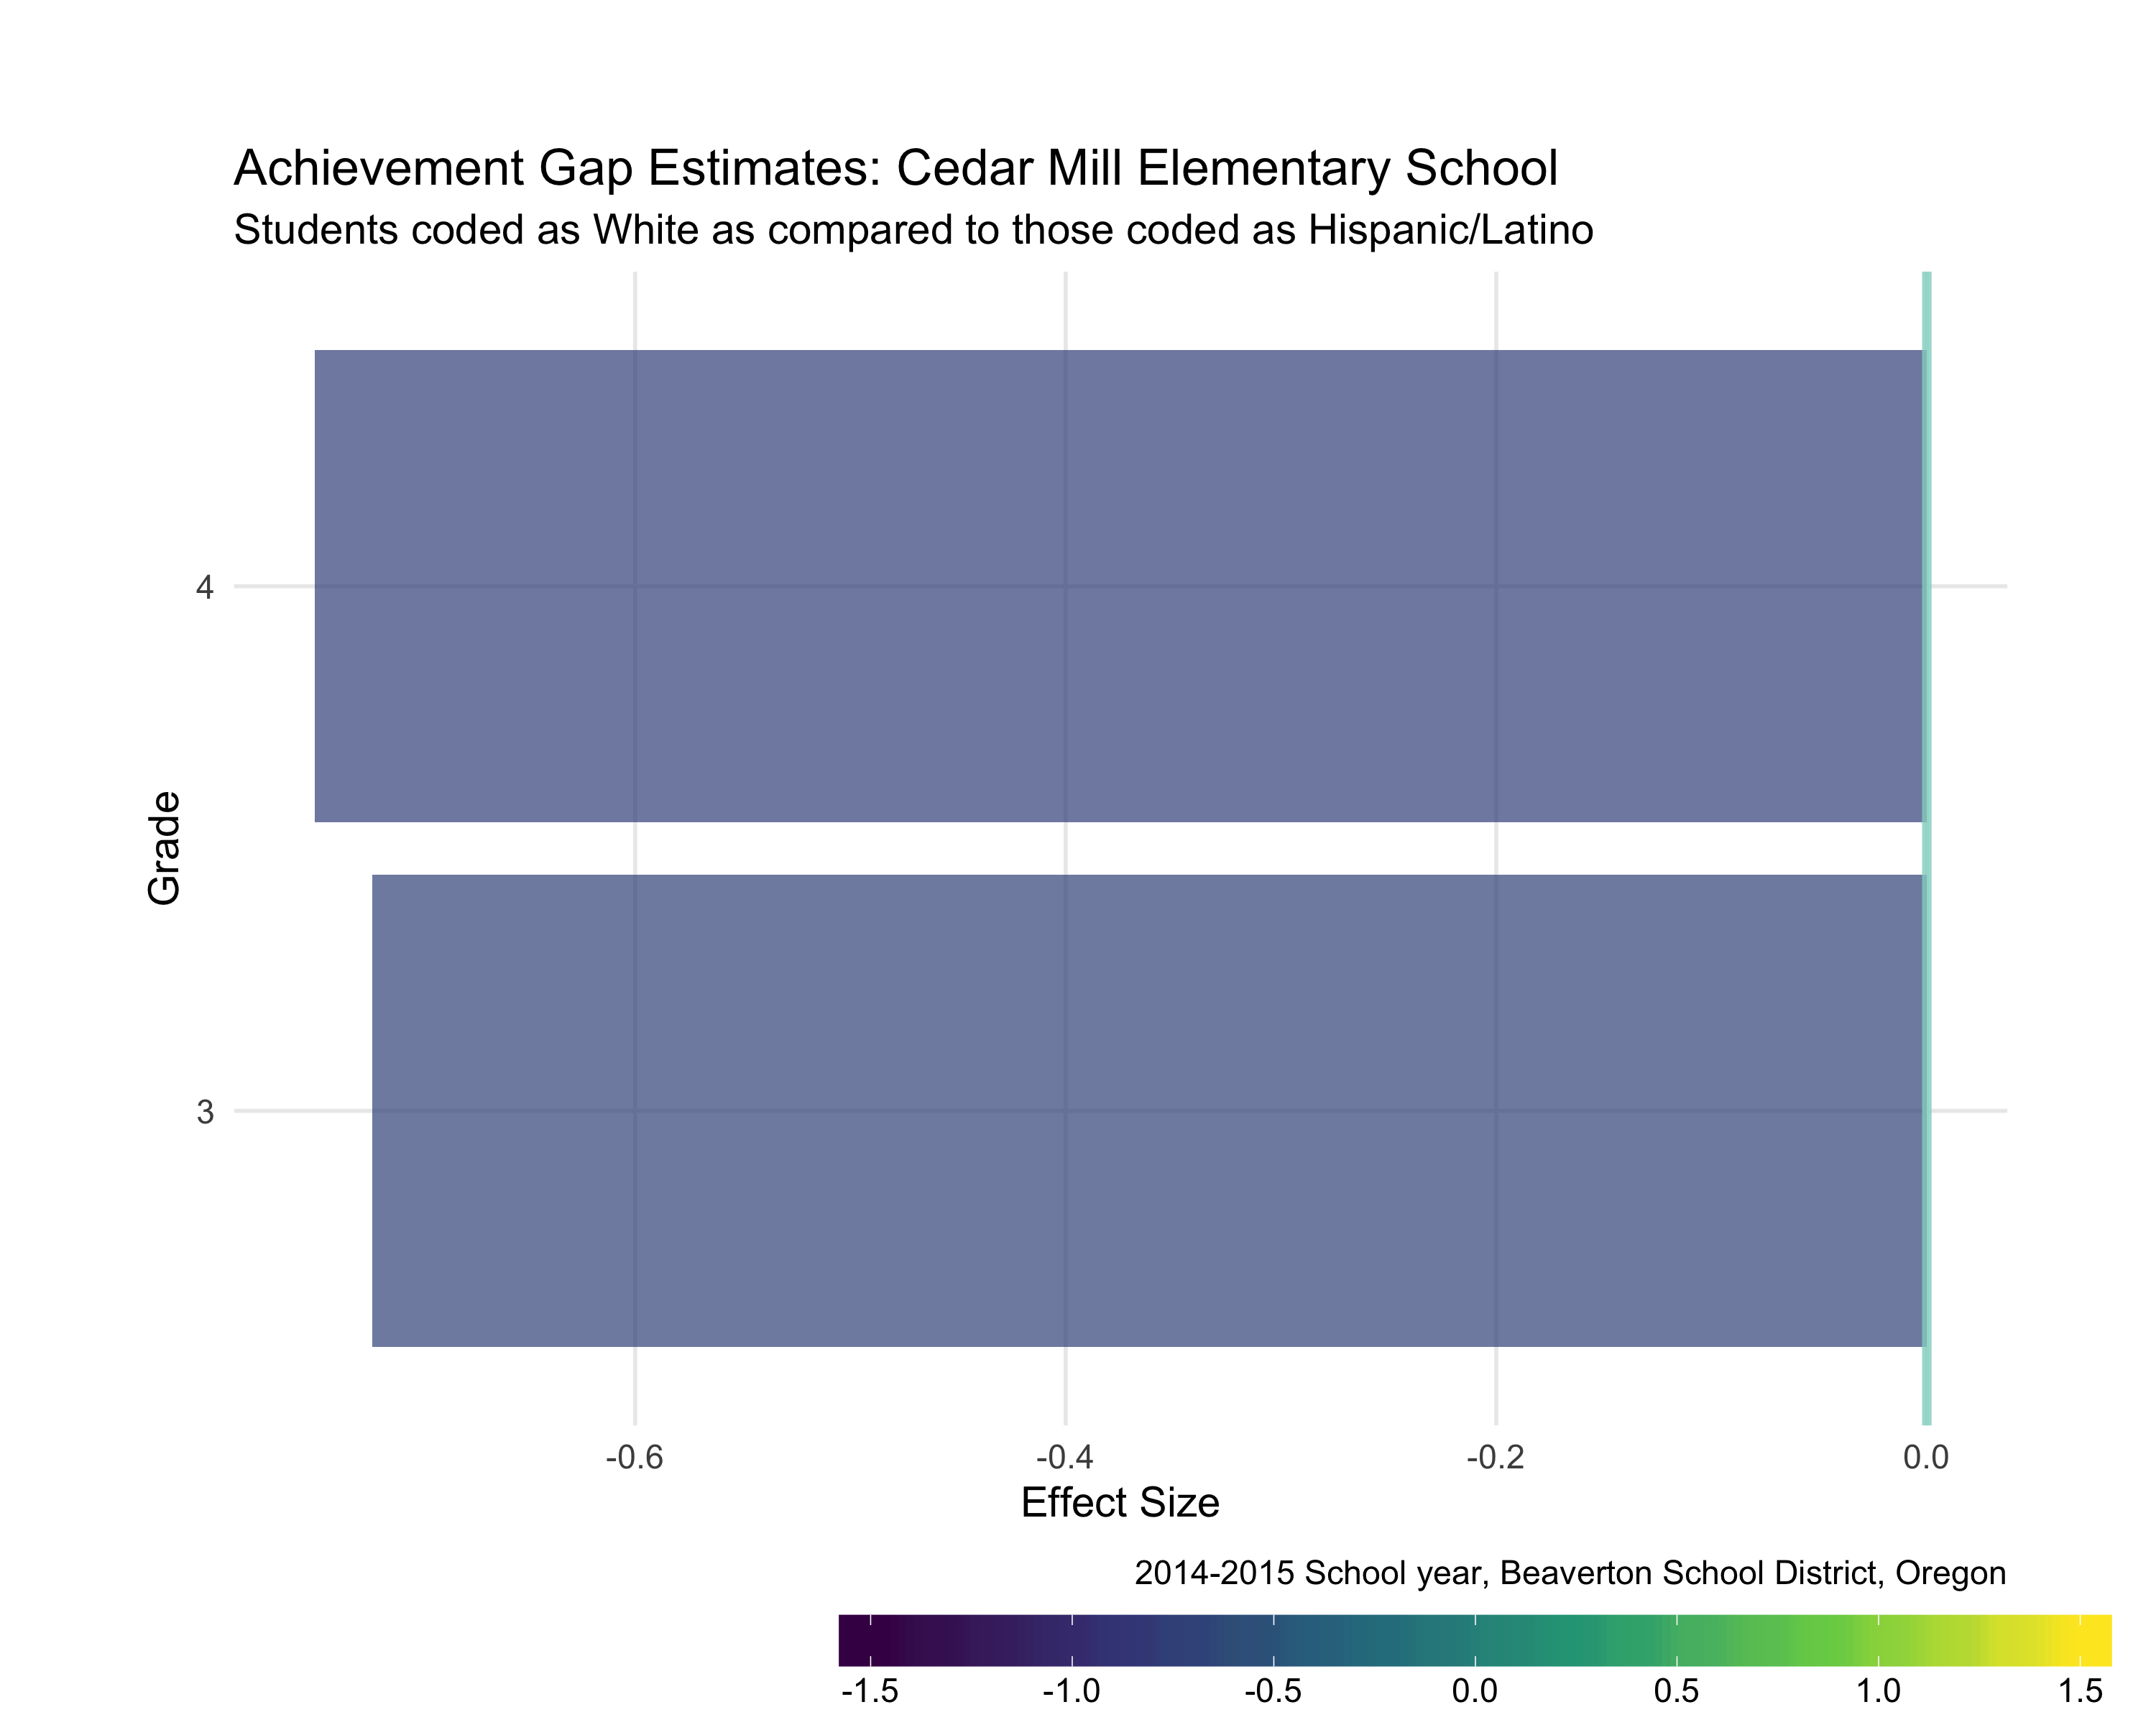 Achievement Gap Estimates: Cedar Mill Elementary School
Students coded as White as compared to those coded as Hispanic/Latino
Grade
4
3
-0.6 -0.4 -0.2 0.0
Effect Size
2014-2015 School year, Beaverton School District, Oregon
-1.5 -1.0 -0.5 0.0 0.5 1.0 1.5